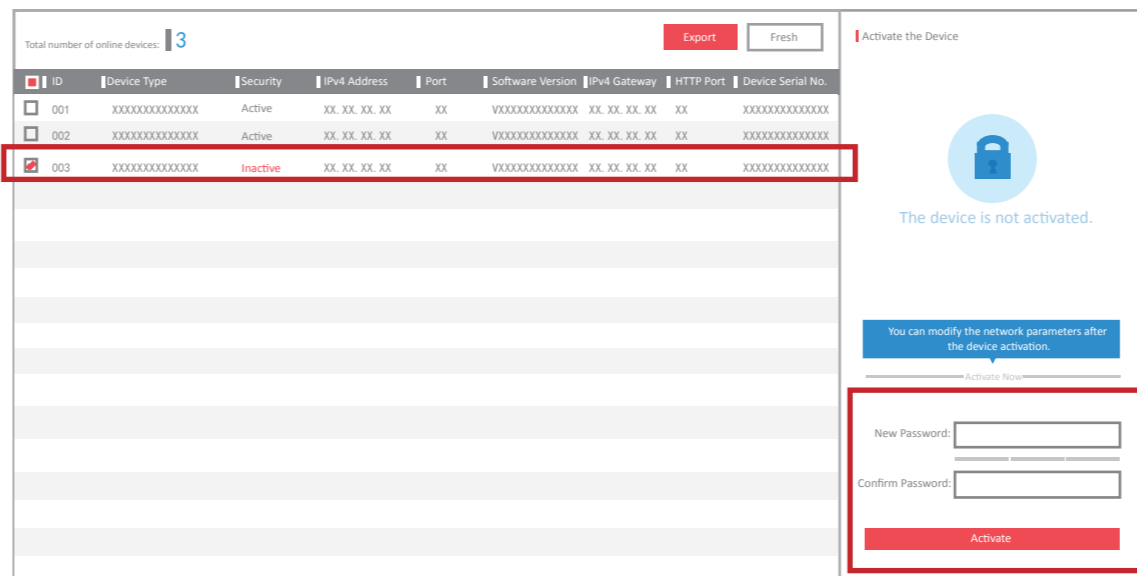 Total number of online devices: 3
Export
Fresh
ID Device Type Security IPv4 Address Port Software Version IPv4 Gateway HTTP Port Device Serial No.
001 XXXXXXXXXXXXXX Active XX. XX. XX. XX XX VXXXXXXXXXXXXX XX. XX. XX. XX XX XXXXXXXXXXXXXX
002 XXXXXXXXXXXXXX Active XX. XX. XX. XX XX VXXXXXXXXXXXXX XX. XX. XX. XX XX XXXXXXXXXXXXXX
003 XXXXXXXXXXXXXX Inactive XX. XX. XX. XX XX VXXXXXXXXXXXXX XX. XX. XX. XX XX XXXXXXXXXXXXXX
Activate the Device
The device is not activated.
You can modify the network parameters after
the device activation.
Activate Now
New Password:
Confirm Password:
Activate